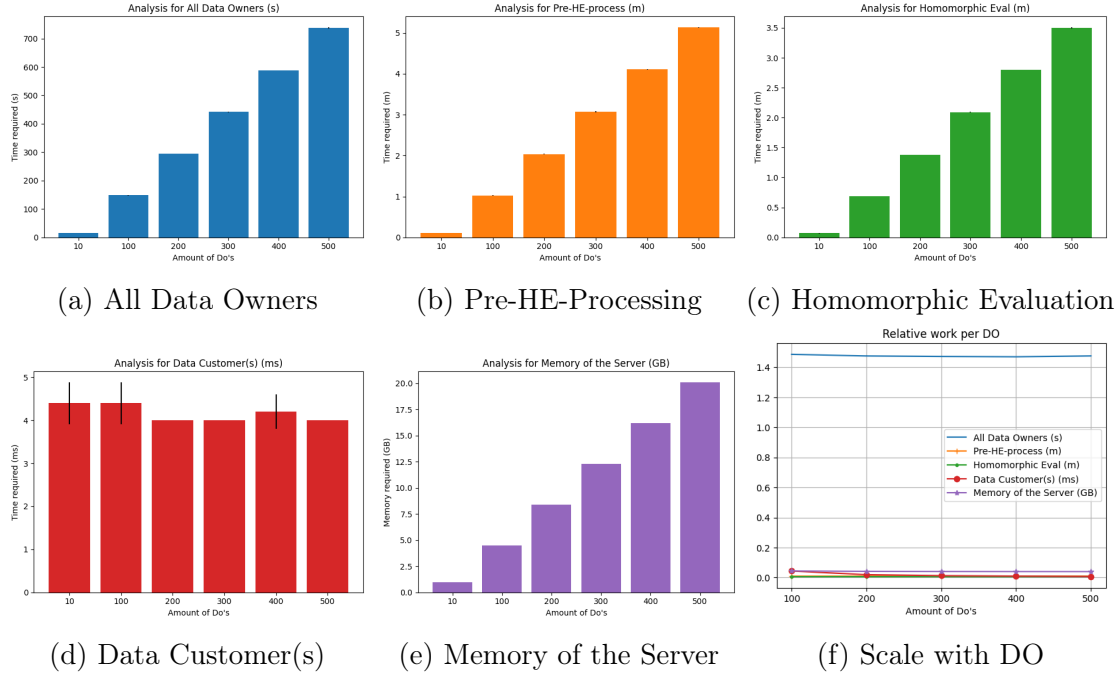 Analysis for All Data Owners (s)
Time required (s)
700
600
500
400
300
200
100
0
10 100 200 300 400 500
Amount of Do's
(a) All Data Owners
Analysis for Pre-HE-process (m)
Time required (m)
5
4
3
2
1
0
10 100 200 300 400 500
Amount of Do's
(b) Pre-HE-Processing
Analysis for Homomorphic Eval (m)
Time required (m)
3.5
3.0
2.5
2.0
1.5
1.0
0.5
0.0
10 100 200 300 400 500
Amount of Do's
(c) Homomorphic Evaluation
Analysis for Data Customer(s) (ms)
Time required (ms)
5
4
3
2
1
0
10 100 200 300 400 500
Amount of Do's
(d) Data Customer(s)
Analysis for Memory of the Server (GB)
Memory required (GB)
20.0
17.5
15.0
12.5
10.0
7.5
5.0
2.5
0.0
10 100 200 300 400 500
Amount of Do's
(e) Memory of the Server
Relative work per DO
1.4
1.2
1.0
0.8
0.6
0.4
0.2
0.0
All Data Owners (s)
Pre-HE-process (m)
Homomorphic Eval (m)
Data Customer(s) (ms)
Memory of the Server (GB)
100 200 300 400 500
Amount of Do's
(f) Scale with DO